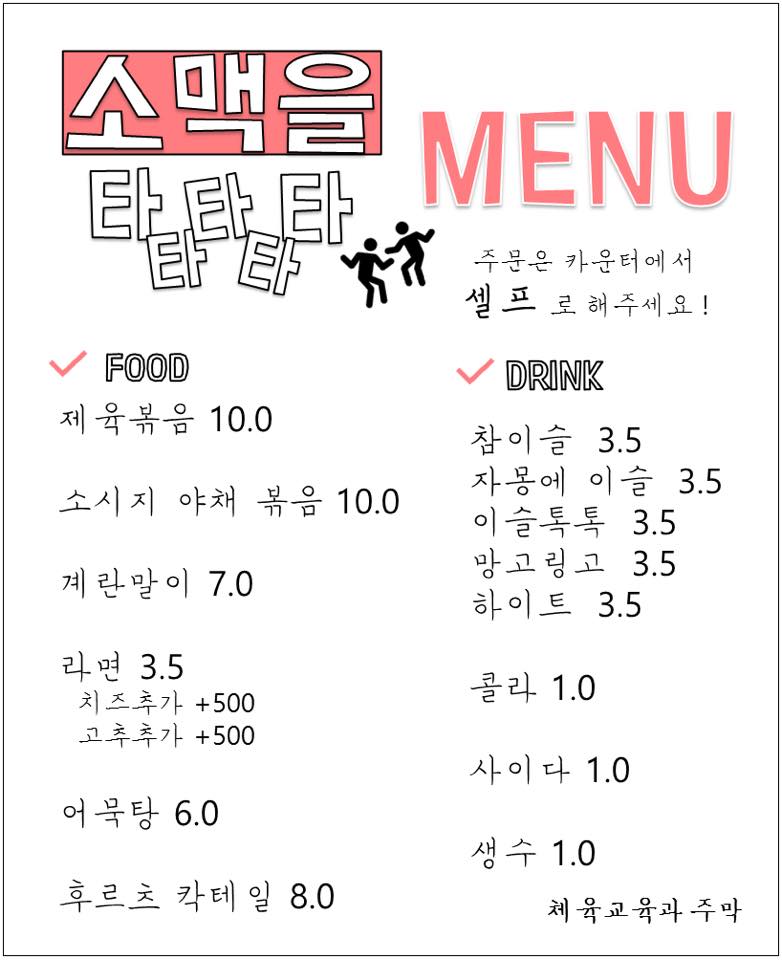 소맥을
타타타
타타
MENU
주문은 카운터에서
셀프로 해주세요!
FOOD
제육볶음 10.0
소시지 야채 볶음 10.0
계란말이 7.0
라면 3.5
치즈추가 +500
고추추가 +500
어묵탕 6.0
후르츠 칵테일 8.0
DRINK
참이슬 3.5
자몽에 이슬 3.5
이슬톡톡 3.5
망고링고 3.5
하이트 3.5
콜라 1.0
사이다 1.0
생수 1.0
체육교육과 주막